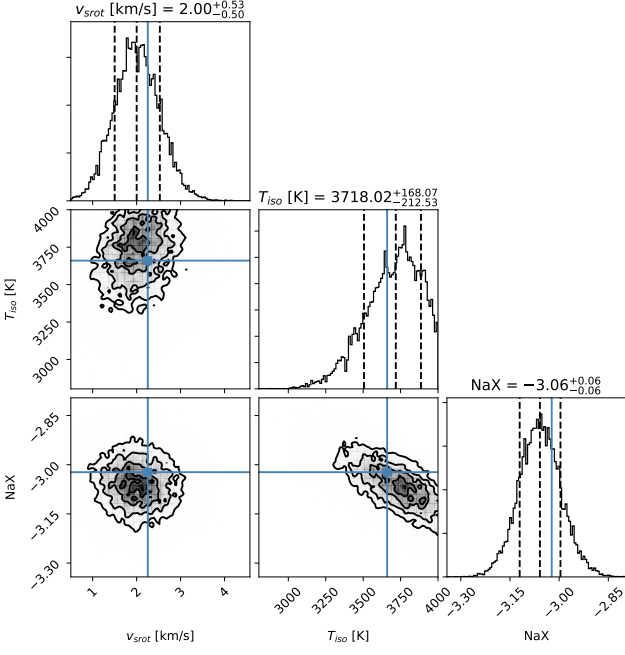 v_srot [km/s] = 2.00^{+0.53}_{−0.50}
T_iso [K] = 3718.02^{+168.07}_{−212.53}
4000
3750
3500
3250
3000
T_iso [K]
NaX = −3.06^{+0.06}_{−0.06}
−2.85
−3.00
−3.15
−3.30
NaX
1 2 3 4
3000 3250 3500 3750 4000
−3.30 −3.15 −3.00 −2.85
v_srot [km/s] T_iso [K] NaX